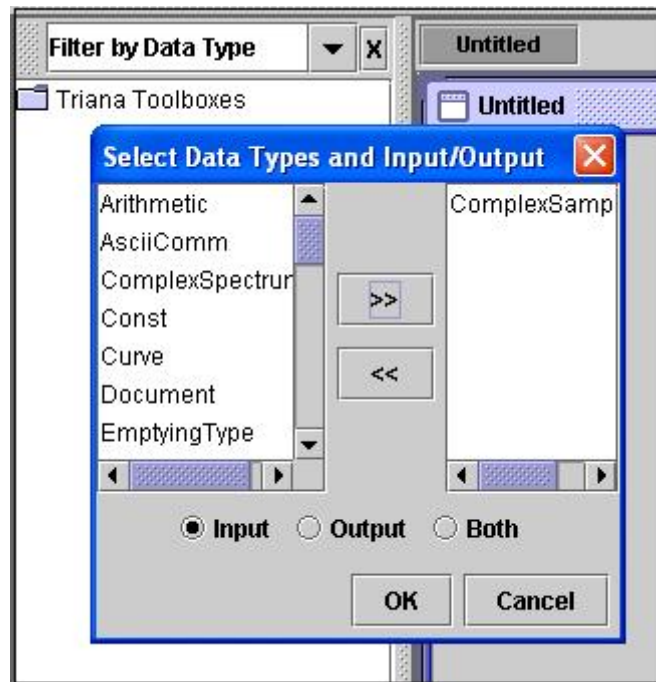 Filter by Data Type
x
Untitled
Triana Toolboxes
Untitled
Select Data Types and Input/Output
Arithmetic
AsciiComm
ComplexSpectrur
Const
Curve
Document
EmptyingType
>>
<<
ComplexSamp
Input
Output
Both
OK
Cancel